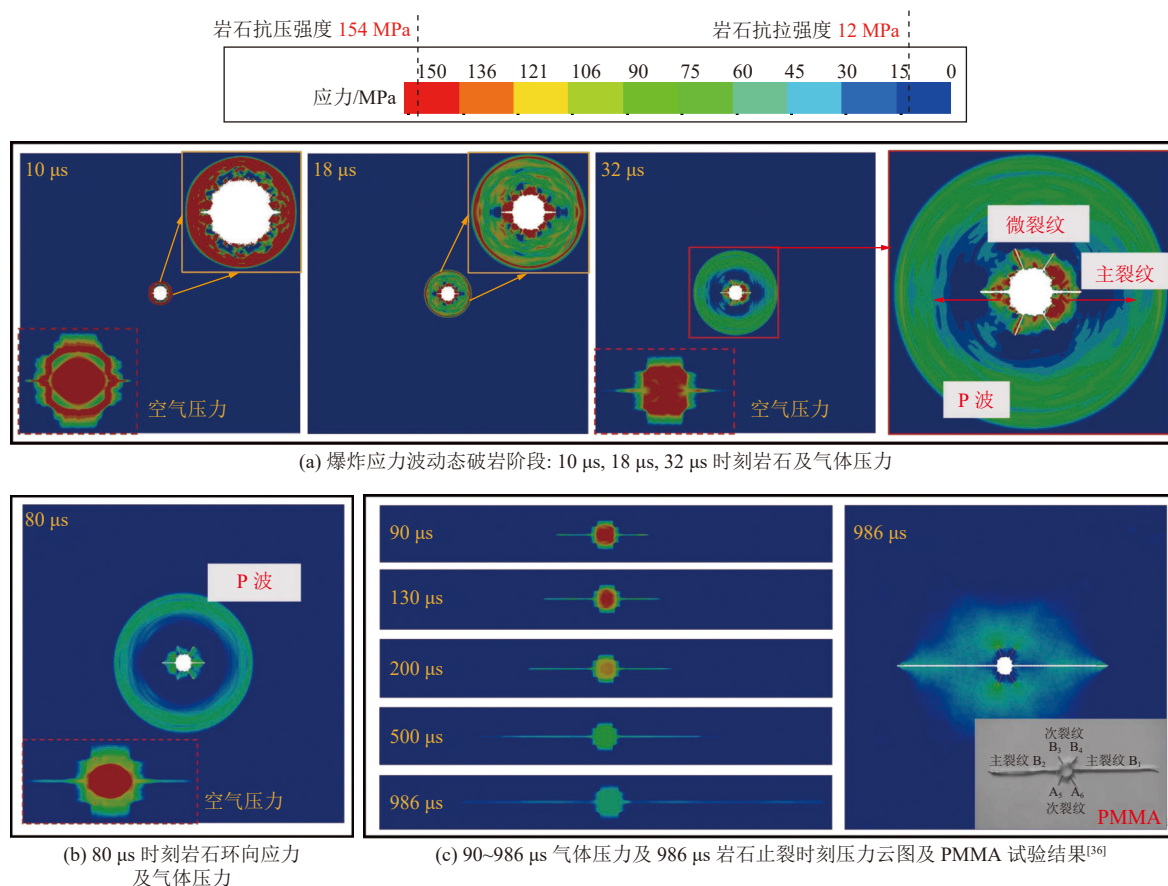 岩石抗压强度 154 MPa
岩石抗拉强度 12 MPa
150 136 121 106 90 75 60 45 30 15 0
应力/MPa
10 μs
18 μs
32 μs
微裂纹
主裂纹
P 波
空气压力
空气压力
(a) 爆炸应力波动态破岩阶段: 10 μs, 18 μs, 32 μs 时刻岩石及气体压力
80 μs
P 波
空气压力
90 μs
130 μs
200 μs
500 μs
986 μs
986 μs
次裂纹
B3 B4
主裂纹 B2 主裂纹 B1
A5 A6
次裂纹
PMMA
(b) 80 μs 时刻岩石环向应力
及气体压力
(c) 90~986 μs 气体压力及 986 μs 岩石止裂时刻压力云图及 PMMA 试验结果[36]